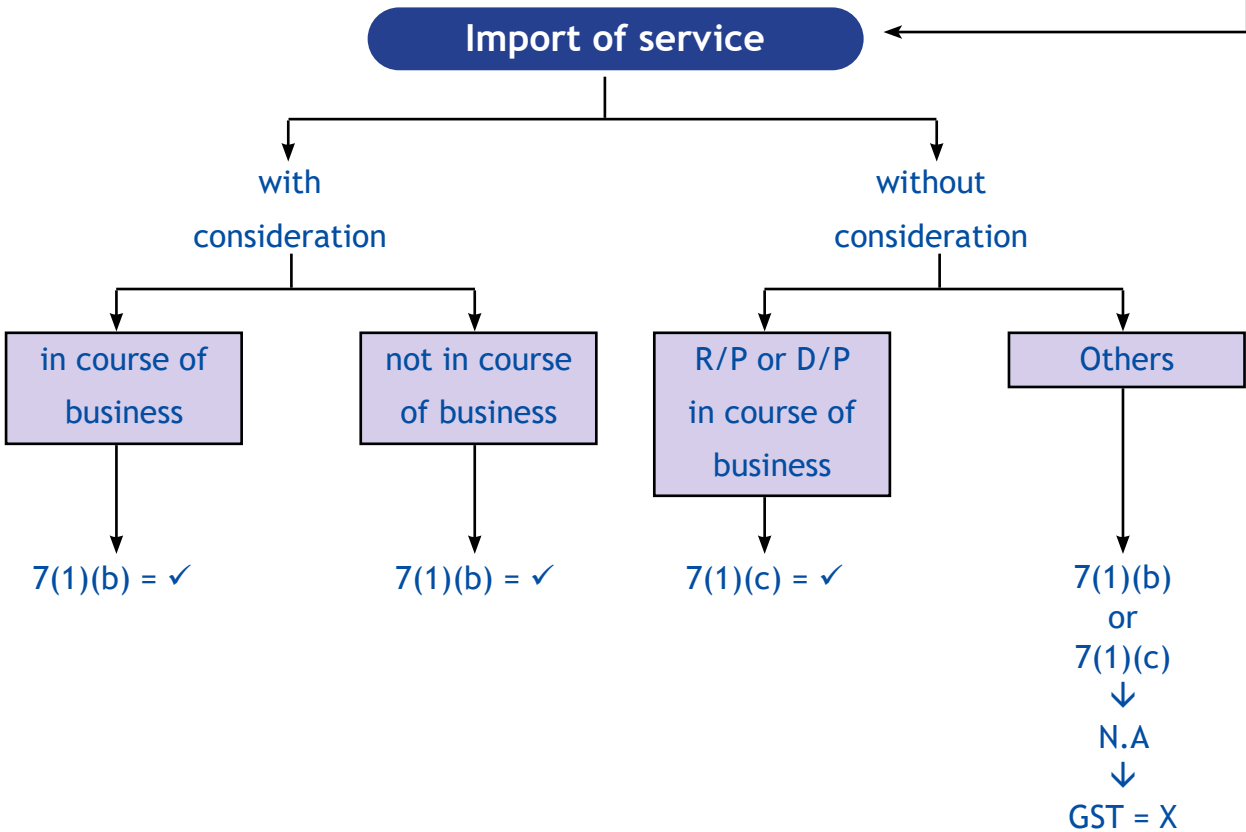 Import of service
with
consideration
without
consideration
in course of
business
not in course
of business
R/P or D/P
in course of
business
Others
7(1)(b) = ✓
7(1)(b) = ✓
7(1)(c) = ✓
7(1)(b)
or
7(1)(c)
↓
N.A
↓
GST = X